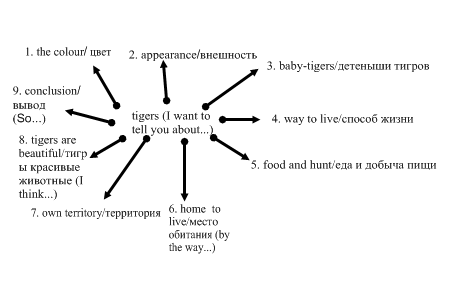 1. the colour/ цвет
2. appearance/внешность
3. baby-tigers/детеныши тигров
9. conclusion/
вывод
(So...)
tigers (I want to
tell you about...)
4. way to live/способ жизни
8. tigers are
beautiful/тигр
ы красивые
животные (I
think...)
5. food and hunt/еда и добыча пищи
7. own territory/территория
6. home to
live/место
обитания (by
the way...)